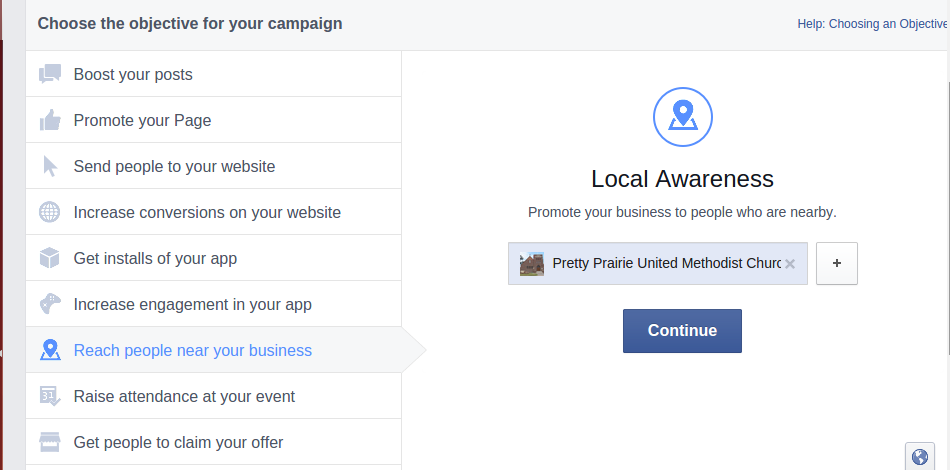 Choose the objective for your campaign
Help: Choosing an Objective
Boost your posts
Promote your Page
Send people to your website
Increase conversions on your website
Get installs of your app
Increase engagement in your app
Reach people near your business
31
Raise attendance at your event
Get people to claim your offer
Local Awareness
Promote your business to people who are nearby.
Pretty Prairie United Methodist Churc
+
Continue